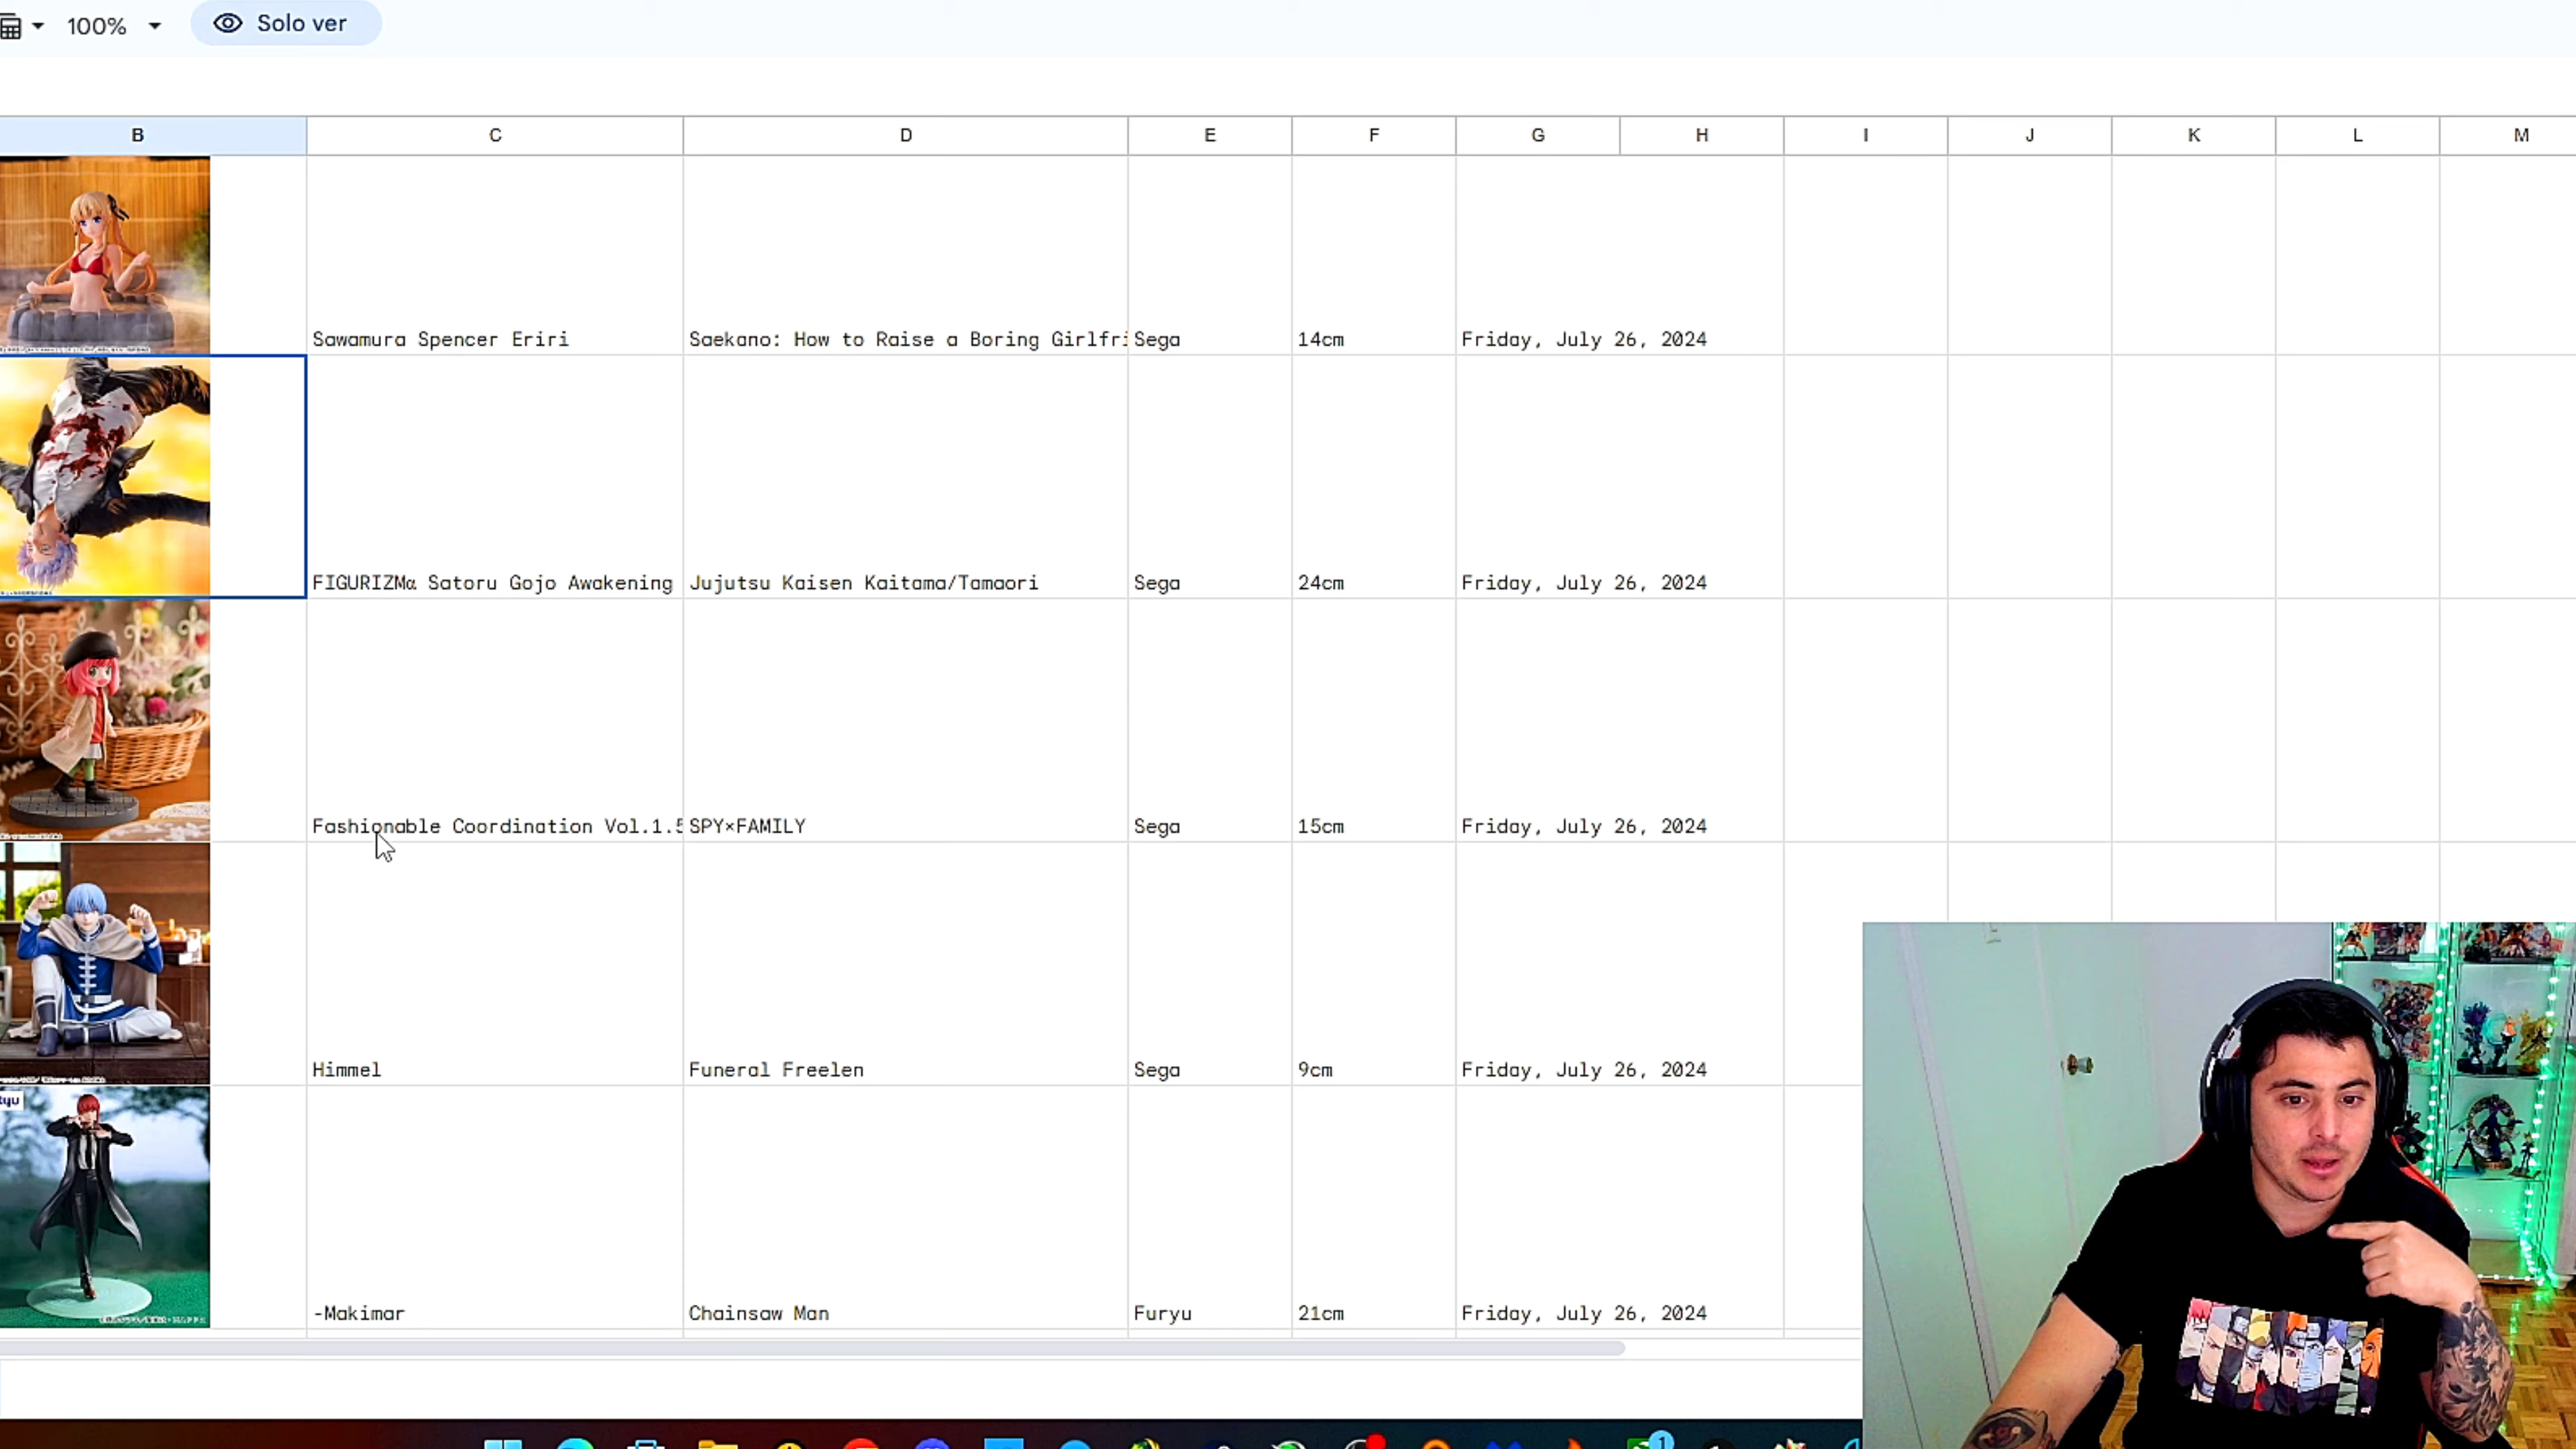 100%
Solo ver
B C D E F G H I J K L M
Sawamura Spencer Eriri Saekano: How to Raise a Boring Girlfri Sega 14cm Friday, July 26, 2024
FIGURIZMα Satoru Gojo Awakening Jujutsu Kaisen Kaitama/Tamaori Sega 24cm Friday, July 26, 2024
Fashionable Coordination Vol.1.5 SPY×FAMILY Sega 15cm Friday, July 26, 2024
Himmel Funeral Freelen Sega 9cm Friday, July 26, 2024
-Makimar Chainsaw Man Furyu 21cm Friday, July 26, 2024
1